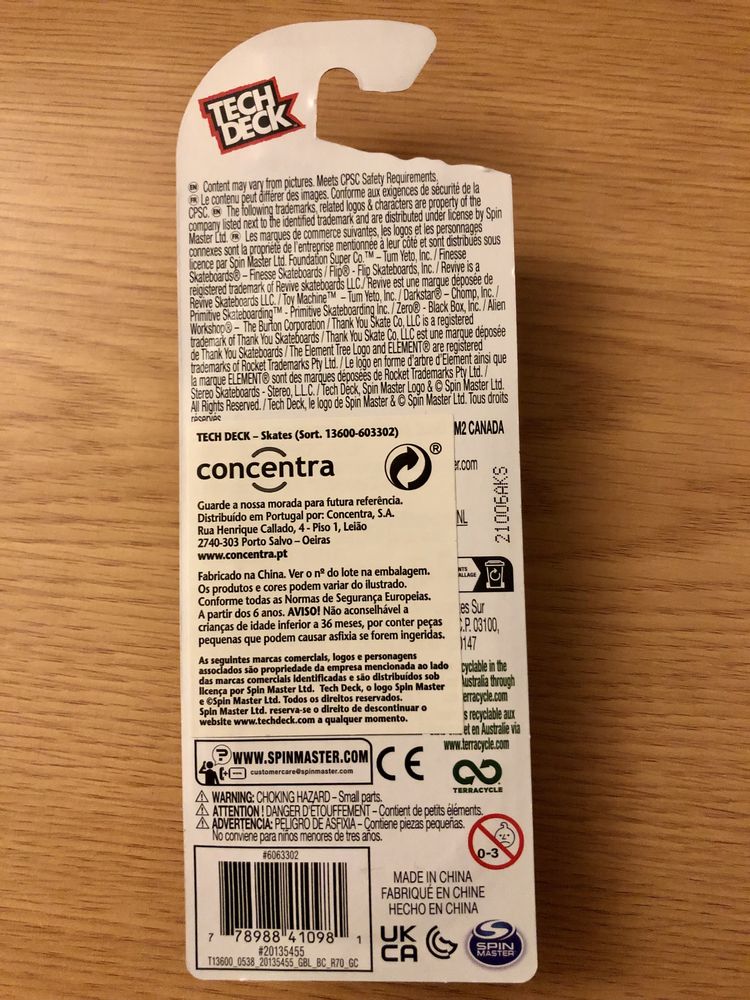 TECH
DECK
EN Content may vary from pictures. Meets CPSC Safety Requirements.
FR Le contenu peut différer des images. Conforme aux exigences de sécurité de la
CPSC. EN The following trademarks, related logos & characters are property of the
company listed next to the identified trademark and are distributed under license by Spin
Master Ltd. FR Les marques de commerce suivantes, les logos et les personnages
connexes sont la propriété de l'entreprise mentionnée à leur côté et sont distribués sous
licence par Spin Master Ltd. Foundation Super Co.™ – Tum Yeto, Inc. / Finesse
Skateboards® – Finesse Skateboards / Flip® - Flip Skateboards, Inc. / Revive is a
reigistered trademark of Revive skateboards LLC. / Revive est une marque déposée de
Revive Skateboards LLC. / Toy Machine™ – Tum Yeto, Inc. / Darkstar® – Chomp, Inc. /
Primitive Skateboarding™ - Primitive Skateboarding Inc. / Zero® - Black Box, Inc. / Alien
Workshop® – The Burton Corporation / Thank You Skate Co, LLC is a registered
trademark of Thank You Skateboards / Thank You Skate Co, LLC est une marque déposée
de Thank You Skateboards / The Element Tree Logo and ELEMENT® are registered
trademarks of Rocket Trademarks Pty Ltd. / Le logo en forme d'arbre d'Element ainsi que
la marque ELEMENT® sont des marques déposées de Rocket Trademarks Pty Ltd. /
Stereo Skateboards - Stereo, L.L.C. / Tech Deck, Spin Master Logo & © Spin Master Ltd.
All Rights Reserved. / Tech Deck, le logo de Spin Master & © Spin Master Ltd. Tous droits
réservés
M2 CANADA
er.com
NL
21006AKS
TECH DECK – Skates (Sort. 13600-603302)
concentra
®
Guarde a nossa morada para futura referência.
Distribuído em Portugal por: Concentra, S.A.
Rua Henrique Callado, 4 - Piso 1, Leião
2740-303 Porto Salvo – Oeiras
www.concentra.pt
Fabricado na China. Ver o nº do lote na embalagem.
Os produtos e cores podem variar do ilustrado.
Conforme todas as Normas de Segurança Europeias.
A partir dos 6 anos. AVISO! Não aconselhável a
crianças de idade inferior a 36 meses, por conter peças
pequenas que podem causar asfixia se forem ingeridas.
As seguintes marcas comerciais, logos e personagens
associados são propriedade da empresa mencionada ao lado
das marcas comerciais identificadas e são distribuídos sob
licença por Spin Master Ltd. Tech Deck, o logo Spin Master
e ©Spin Master Ltd. Todos os direitos reservados.
Spin Master Ltd. reserva-se o direito de descontinuar o
website www.techdeck.com a qualquer momento.
NTS
ALLAGE
es Sur
C.P. 03100,
0147
cyclable in the
Australia through
erracycle.com
s recyclable aux
et en Australie via
www.terracycle.com
TERRACYCLE
WWW.SPINMASTER.COM
customercare@spinmaster.com
CE
WARNING: CHOKING HAZARD – Small parts.
ATTENTION ! DANGER D'ÉTOUFFEMENT – Contient de petits éléments.
ADVERTENCIA: PELIGRO DE ASFIXIA – Contiene piezas pequeñas.
No conviene para niños menores de tres años.
0-3
#6063302
7 78988 41098 1
#20135455
T13600_0538_20135455_GBL_BC_R70_GC
MADE IN CHINA
FABRIQUÉ EN CHINE
HECHO EN CHINA
UK
CA
SPIN
MASTER